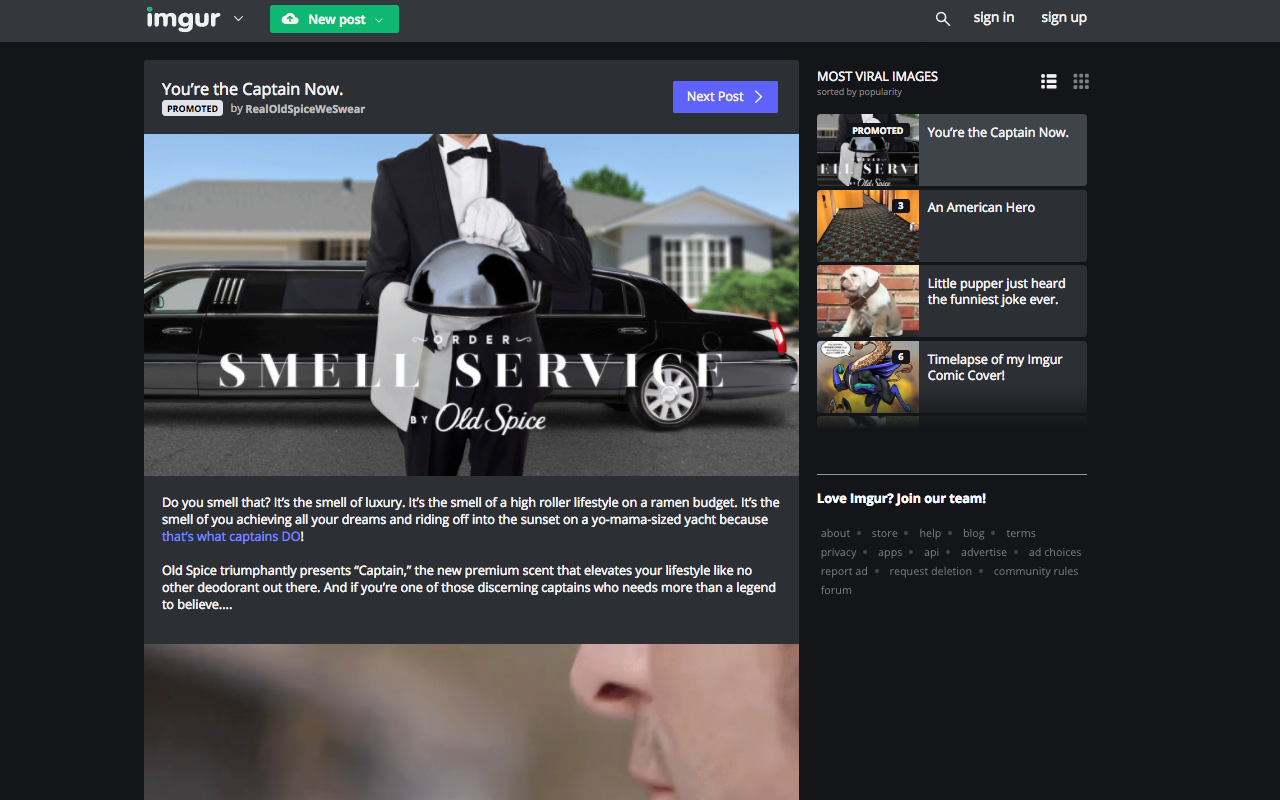 imgur
New post
sign in
sign up
You're the Captain Now.
PROMOTED by RealOldSpiceWeSwear
Next Post
ORDER
SMELL SERVICE
BY Old Spice
Do you smell that? It's the smell of luxury. It's the smell of a high roller lifestyle on a ramen budget. It's the
smell of you achieving all your dreams and riding off into the sunset on a yo-mama-sized yacht because
that's what captains DO!
Old Spice triumphantly presents “Captain,” the new premium scent that elevates your lifestyle like no
other deodorant out there. And if you're one of those discerning captains who needs more than a legend
to believe....
MOST VIRAL IMAGES
sorted by popularity
PROMOTED
ELL SERVI
BY Old Spice
You're the Captain Now.
3
An American Hero
Little pupper just heard
the funniest joke ever.
6
Timelapse of my Imgur
Comic Cover!
Love Imgur? Join our team!
about • store • help • blog • terms
privacy • apps • api • advertise • ad choices
report ad • request deletion • community rules
forum